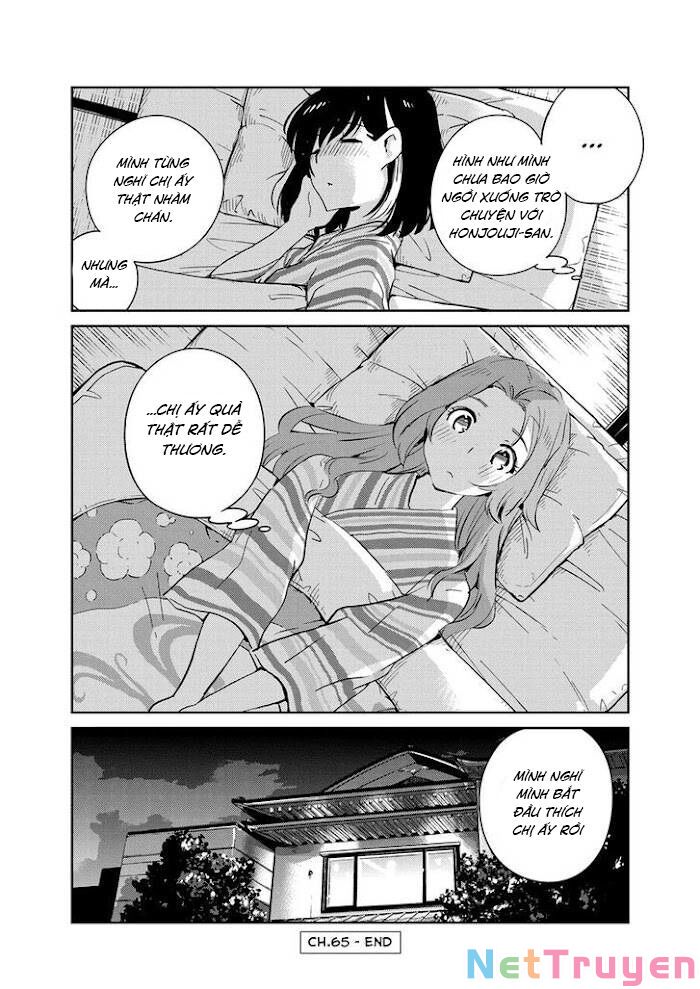 ...
HÌNH NHƯ MÌNH
CHƯA BAO GIỜ
NGỒI XUỐNG TRÒ
CHUYỆN VỚI
HONJOUJI-SAN.
MÌNH TỪNG
NGHĨ CHỊ ẤY
THẬT NHÀM
CHÁN.
NHƯNG
MÀ...
...CHỊ ẤY QUẢ
THẬT RẤT DỄ
THƯƠNG.
MÌNH NGHĨ
MÌNH BẮT
ĐẦU THÍCH
CHỊ ẤY RỒI
CH.65 - END
NetTruyen